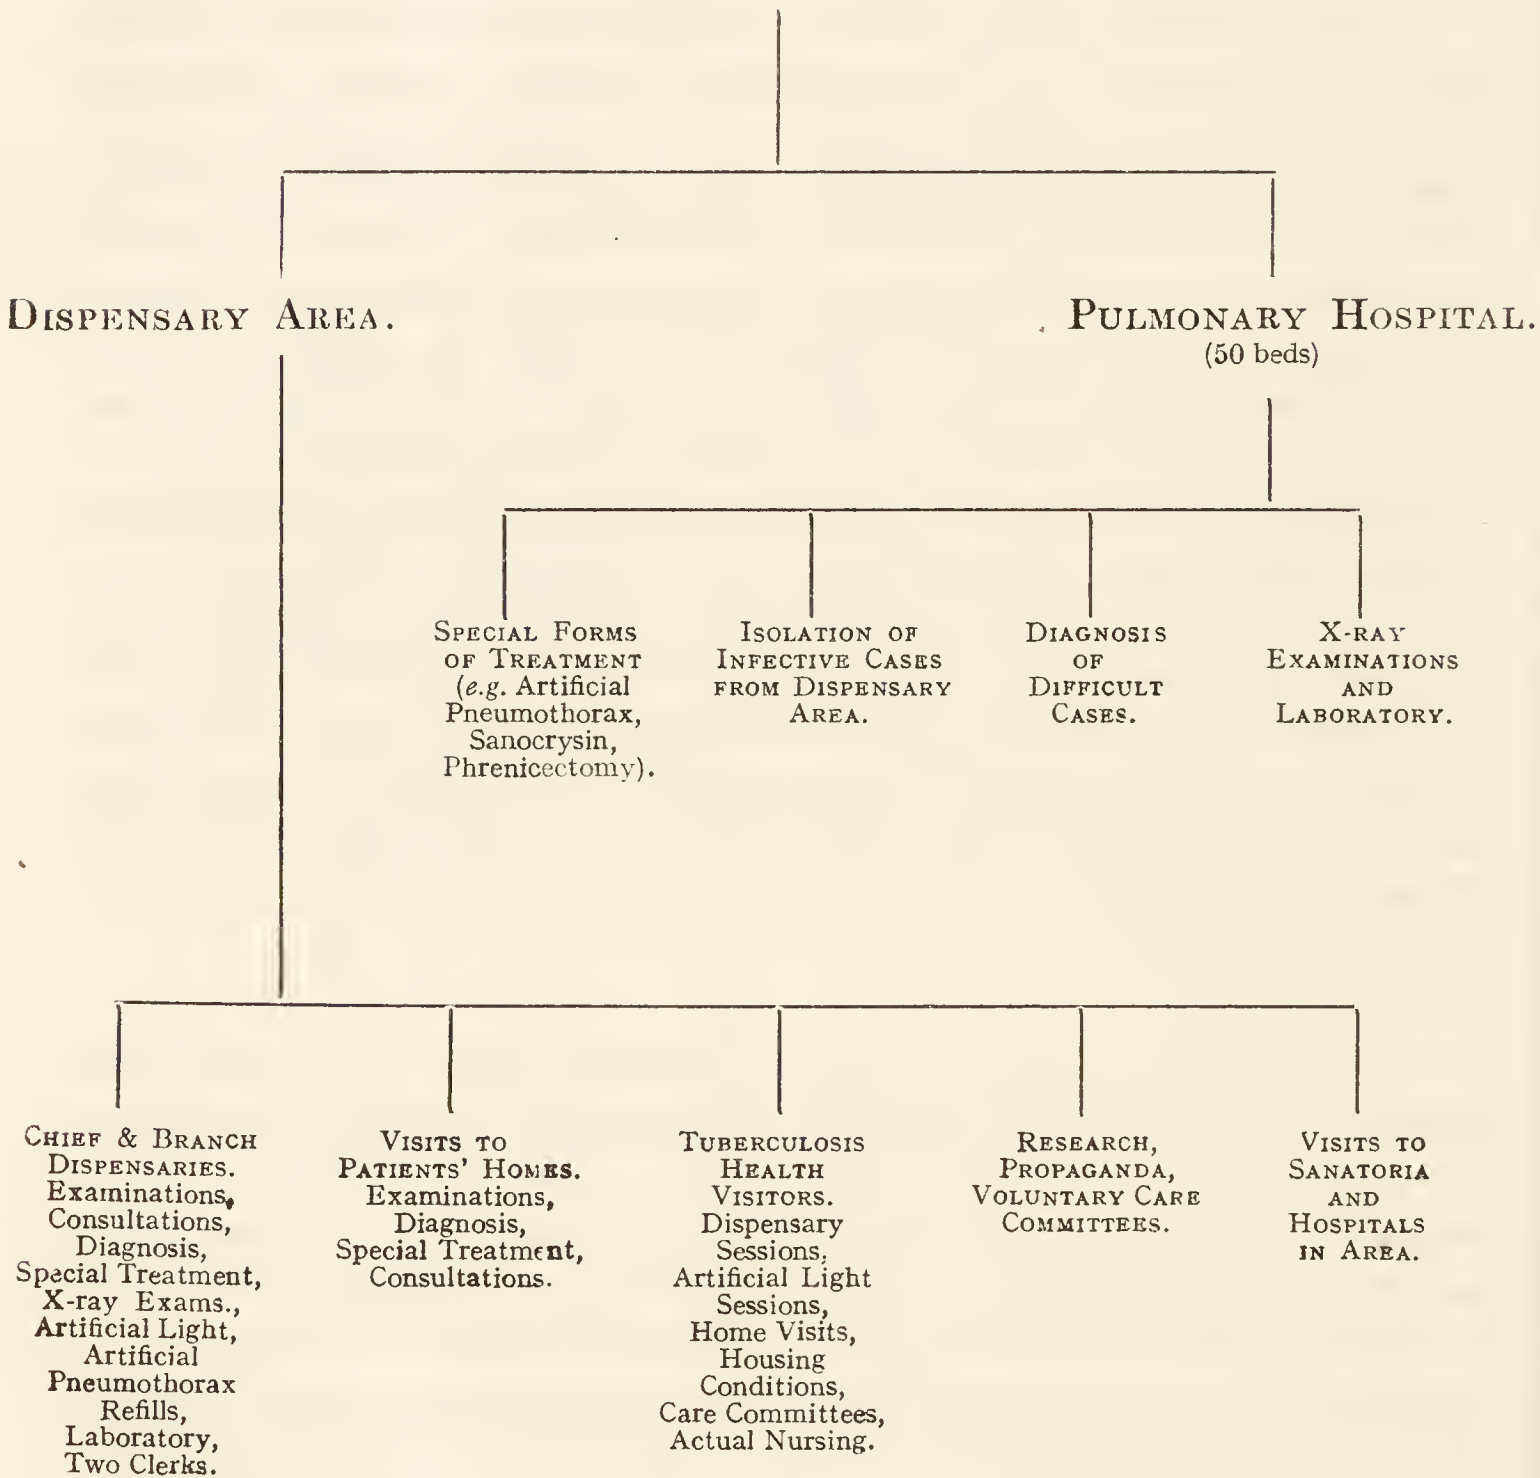 DISPENSARY AREA.
PULMONARY HOSPITAL.
(50 beds)
SPECIAL FORMS
OF TREATMENT
(e.g. Artificial
Pneumothorax,
Sanocrysin,
Phrenicectomy).
ISOLATION OF
INFECTIVE CASES
FROM DISPENSARY
AREA.
DIAGNOSIS
OF
DIFFICULT
CASES.
X-RAY
EXAMINATIONS
AND
LABORATORY.
CHIEF & BRANCH
DISPENSARIES.
Examinations,
Consultations,
Diagnosis,
Special Treatment,
X-ray Exams.,
Artificial Light,
Artificial
Pneumothorax
Refills,
Laboratory,
Two Clerks.
VISITS TO
PATIENTS' HOMES.
Examinations,
Diagnosis,
Special Treatment,
Consultations.
TUBERCULOSIS
HEALTH
VISITORS.
Dispensary
Sessions,
Artificial Light
Sessions,
Home Visits,
Housing
Conditions,
Care Committees,
Actual Nursing.
RESEARCH,
PROPAGANDA,
VOLUNTARY CARE
COMMITTEES.
VISITS TO
SANATORIA
AND
HOSPITALS
IN AREA.